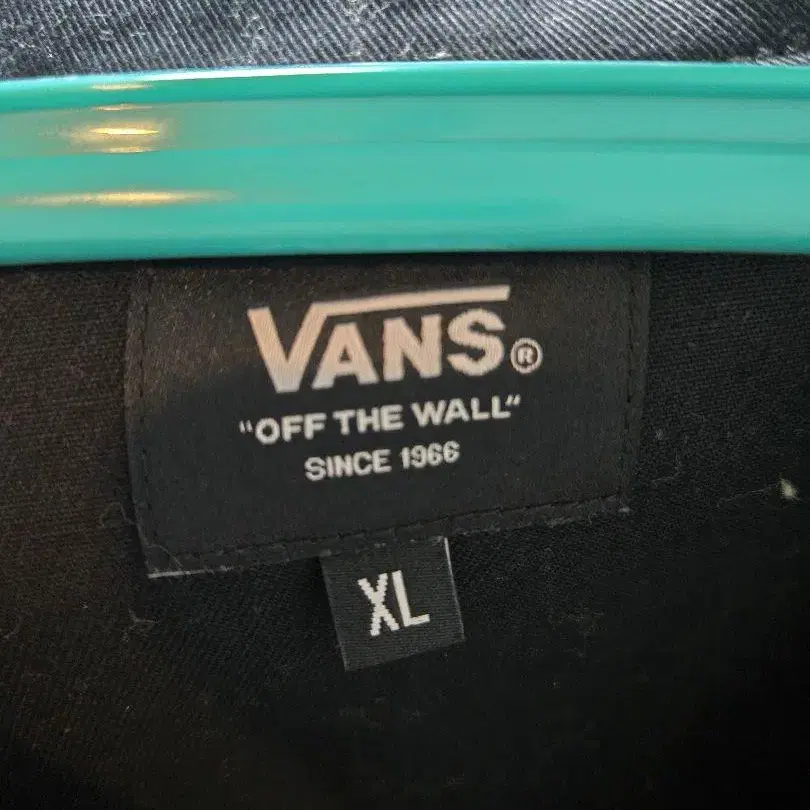 VANS®
"OFF THE WALL"
SINCE 1966
XL